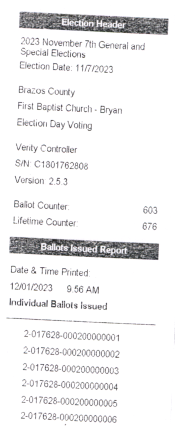 Election Header
2023 November 7th General and
Special Elections
Election Date: 11/7/2023
Brazos County
First Baptist Church - Bryan
Election Day Voting
Verity Controller
S/N: C1801762808
Version: 2.5.3
Ballot Counter: 603
Lifetime Counter: 676
Ballots Issued Report
Date & Time Printed:
12/01/2023 9:56 AM
Individual Ballots Issued
2-017628-000200000001
2-017628-000200000002
2-017628-000200000003
2-017628-000200000004
2-017628-000200000005
2-017628-000200000006